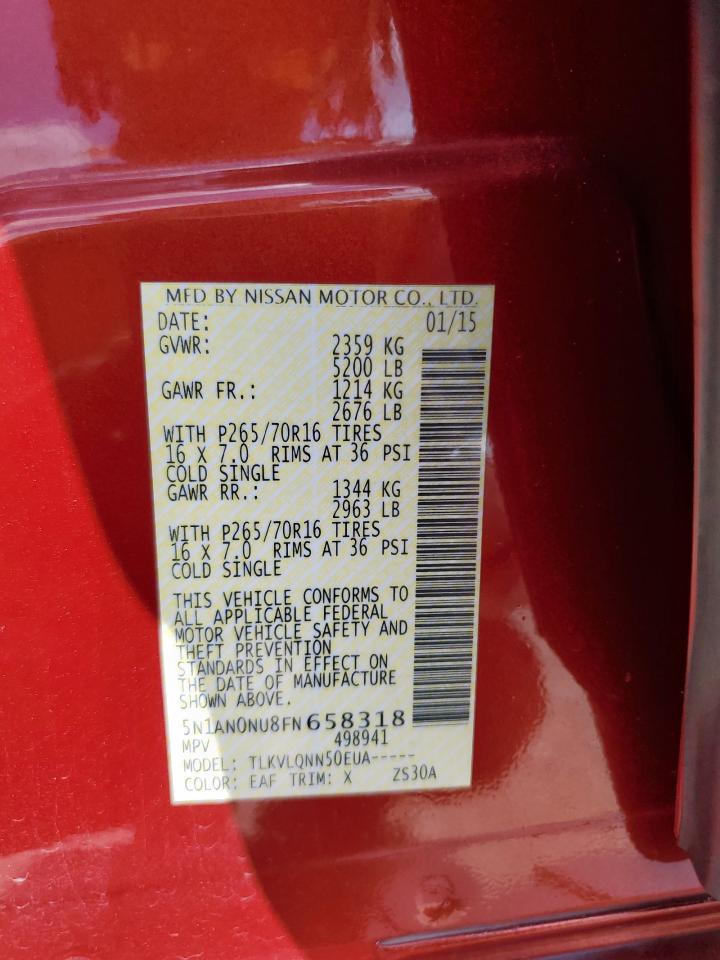 MFD BY NISSAN MOTOR CO., LTD.
DATE: 01/15
GVWR: 2359 KG
5200 LB
GAWR FR.: 1214 KG
2676 LB
WITH P265/70R16 TIRES
16 X 7.0 RIMS AT 36 PSI
COLD SINGLE
GAWR RR.: 1344 KG
2963 LB
WITH P265/70R16 TIRES
16 X 7.0 RIMS AT 36 PSI
COLD SINGLE
THIS VEHICLE CONFORMS TO
ALL APPLICABLE FEDERAL
MOTOR VEHICLE SAFETY AND
THEFT PREVENTION
STANDARDS IN EFFECT ON
THE DATE OF MANUFACTURE
SHOWN ABOVE.
5N1AN0NU8FN658318
MPV 498941
MODEL: TLKVLQNN50EUA-----
COLOR: EAF TRIM: X ZS30A